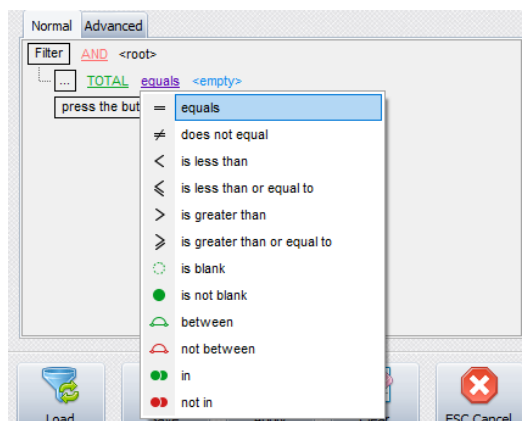 Normal Advanced
Filter AND <root>
... TOTAL equals <empty>
press the but
= equals
≠ does not equal
< is less than
⩽ is less than or equal to
> is greater than
⩾ is greater than or equal to
is blank
is not blank
between
not between
in
not in
Load Clear ESC Cancel